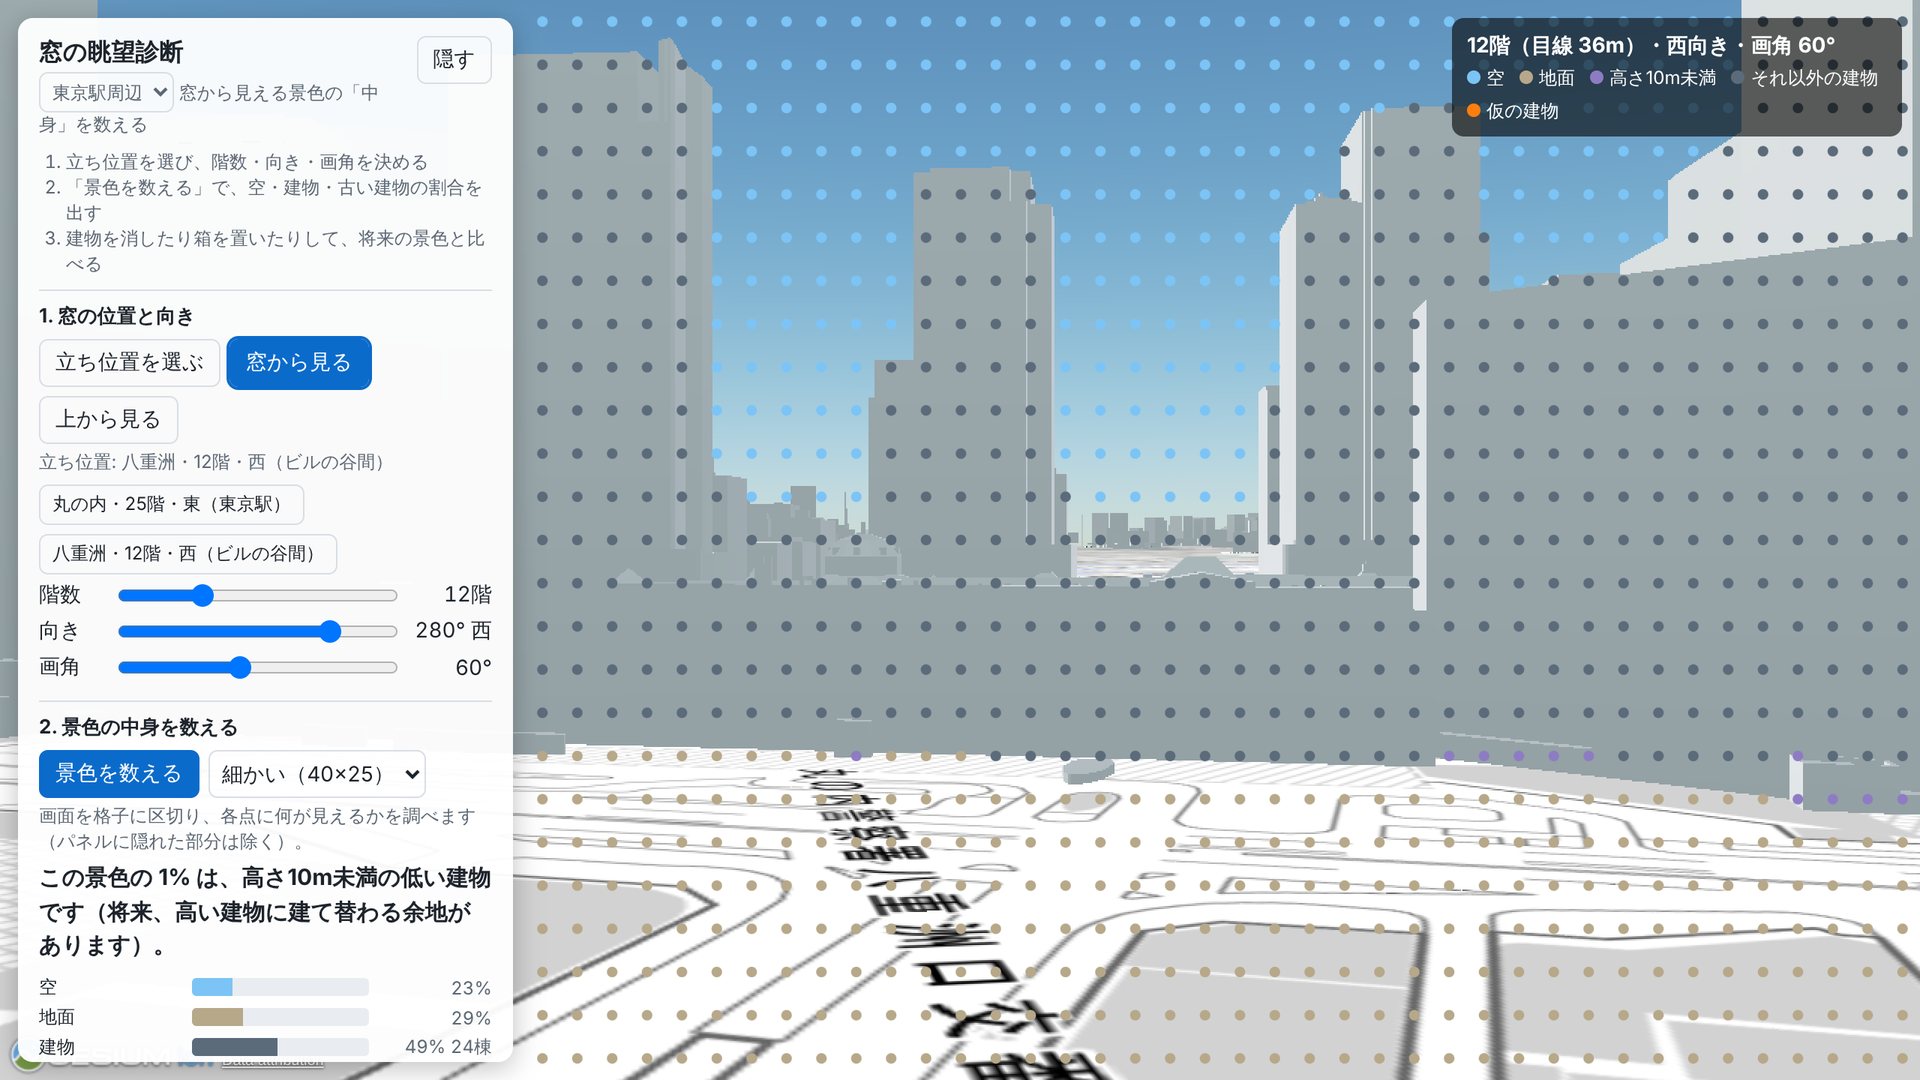 窓の眺望診断
隠す
東京駅周辺 窓から見える景色の「中
身」を数える
1. 立ち位置を選び、階数・向き・画角を決める
2. 「景色を数える」で、空・建物・古い建物の割合を
出す
3. 建物を消したり箱を置いたりして、将来の景色と比
べる
1. 窓の位置と向き
立ち位置を選ぶ 窓から見る
上から見る
立ち位置: 八重洲・12階・西（ビルの谷間）
丸の内・25階・東（東京駅）
八重洲・12階・西（ビルの谷間）
階数 12階
向き 280° 西
画角 60°
2. 景色の中身を数える
景色を数える 細かい（40×25）
画面を格子に区切り、各点に何が見えるかを調べます
（パネルに隠れた部分は除く）。
この景色の 1% は、高さ10m未満の低い建物
です（将来、高い建物に建て替わる余地が
あります）。
空 23%
地面 29%
建物 49% 24棟
Data attribution
12階（目線 36m）・西向き・画角 60°
空 地面 高さ10m未満 それ以外の建物
仮の建物